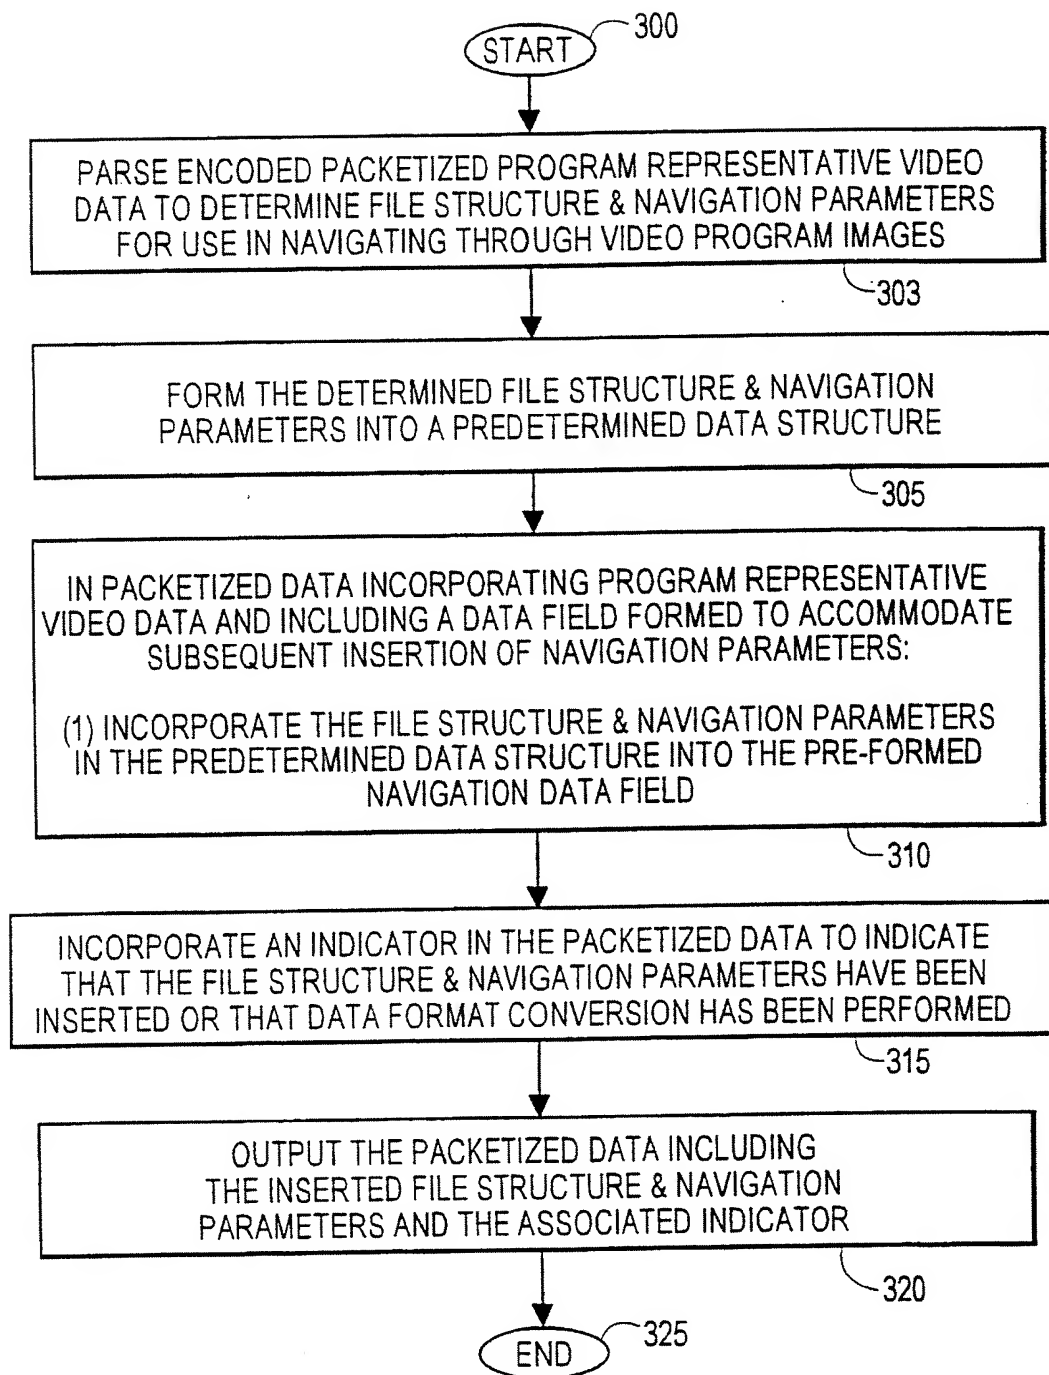 START
300
PARSE ENCODED PACKETIZED PROGRAM REPRESENTATIVE VIDEO
DATA TO DETERMINE FILE STRUCTURE & NAVIGATION PARAMETERS
FOR USE IN NAVIGATING THROUGH VIDEO PROGRAM IMAGES
303
FORM THE DETERMINED FILE STRUCTURE & NAVIGATION
PARAMETERS INTO A PREDETERMINED DATA STRUCTURE
305
IN PACKETIZED DATA INCORPORATING PROGRAM REPRESENTATIVE
VIDEO DATA AND INCLUDING A DATA FIELD FORMED TO ACCOMMODATE
SUBSEQUENT INSERTION OF NAVIGATION PARAMETERS:
(1) INCORPORATE THE FILE STRUCTURE & NAVIGATION PARAMETERS
IN THE PREDETERMINED DATA STRUCTURE INTO THE PRE-FORMED
NAVIGATION DATA FIELD
310
INCORPORATE AN INDICATOR IN THE PACKETIZED DATA TO INDICATE
THAT THE FILE STRUCTURE & NAVIGATION PARAMETERS HAVE BEEN
INSERTED OR THAT DATA FORMAT CONVERSION HAS BEEN PERFORMED
315
OUTPUT THE PACKETIZED DATA INCLUDING
THE INSERTED FILE STRUCTURE & NAVIGATION
PARAMETERS AND THE ASSOCIATED INDICATOR
320
END
325